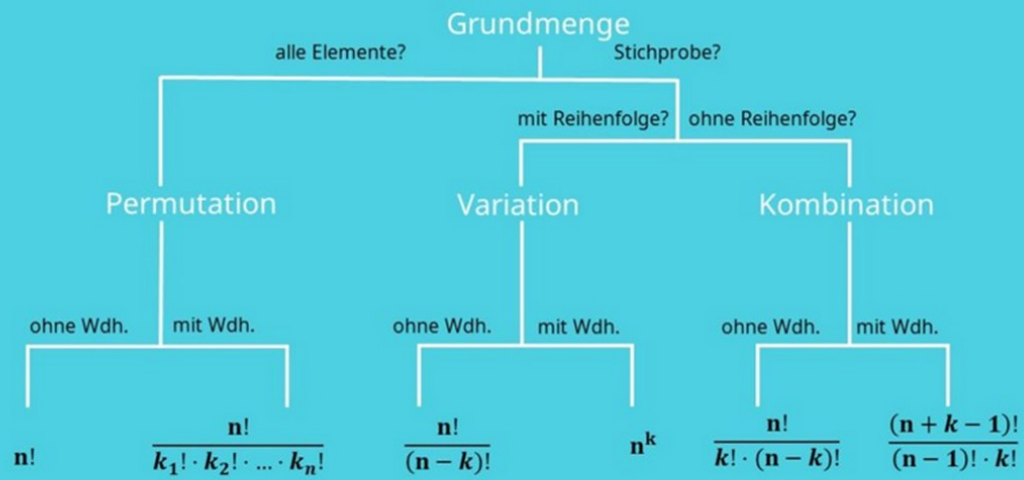 Grundmenge
alle Elemente? Stichprobe?
mit Reihenfolge? ohne Reihenfolge?
Permutation Variation Kombination
ohne Wdh. mit Wdh. ohne Wdh. mit Wdh. ohne Wdh. mit Wdh.
n! n! / (k₁! · k₂! · ... · kₙ!) n! / (n − k)! nᵏ n! / (k! · (n − k)!) (n + k − 1)! / ((n − 1)! · k!)